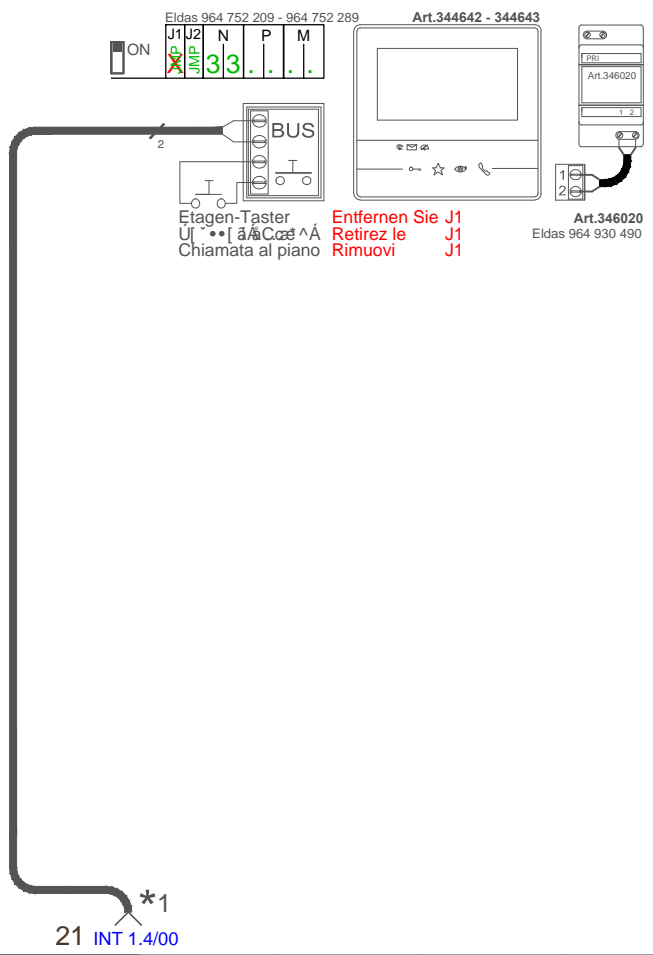 Eldas 964 752 209 - 964 752 289
Art.344642 - 344643
ON
J1 J2 N P M
JMP JMP 3 3 . . . .
PRI
Art.346020
1 2
BUS
2
1
2
Etagen-Taster Entfernen Sie J1
Retirez le J1
Chiamata al piano Rimuovi J1
Art.346020
Eldas 964 930 490
*1
21 INT 1.4/00